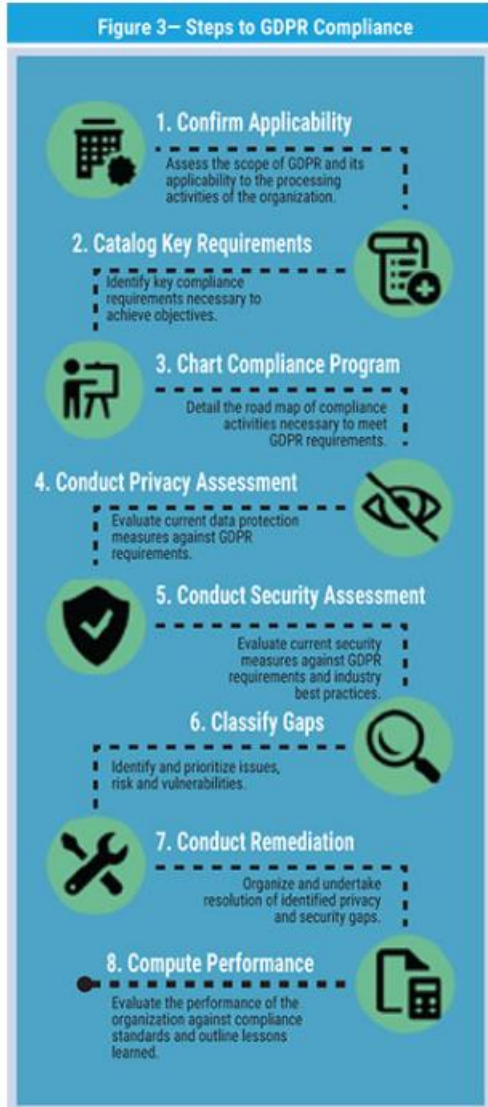 Figure 3— Steps to GDPR Compliance
1. Confirm Applicability
Assess the scope of GDPR and its
applicability to the processing
activities of the organization.
2. Catalog Key Requirements
Identify key compliance
requirements necessary to
achieve objectives.
3. Chart Compliance Program
Detail the road map of compliance
activities necessary to meet
GDPR requirements.
4. Conduct Privacy Assessment
Evaluate current data protection
measures against GDPR
requirements.
5. Conduct Security Assessment
Evaluate current security
measures against GDPR
requirements and industry
best practices.
6. Classify Gaps
Identify and prioritize issues,
risk and vulnerabilities.
7. Conduct Remediation
Organize and undertake
resolution of identified privacy
and security gaps.
8. Compute Performance
Evaluate the performance of the
organization against compliance
standards and outline lessons
learned.